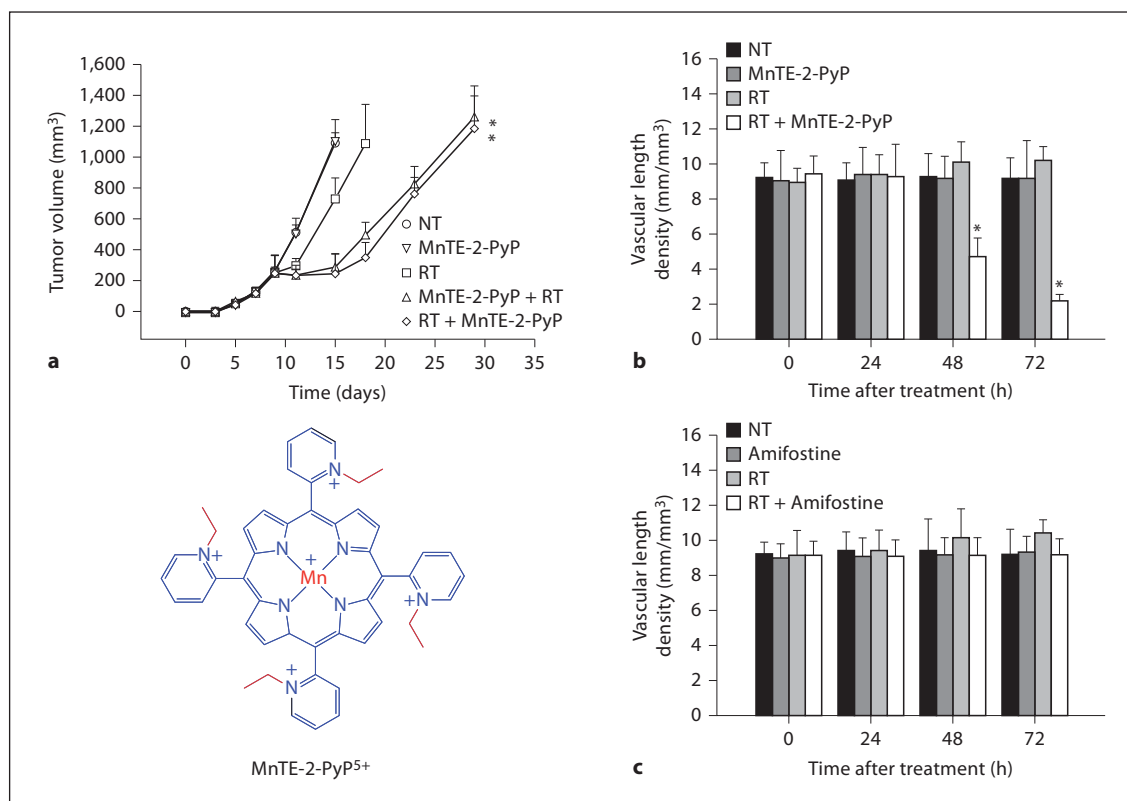 1,600
1,400
1,200
1,000
800
600
400
200
0
Tumor volume (mm³)
*
*
NT
MnTE-2-PyP
RT
MnTE-2-PyP + RT
RT + MnTE-2-PyP
0 5 10 15 20 25 30 35
a
Time (days)
NT
MnTE-2-PyP
RT
RT + MnTE-2-PyP
16
14
12
10
8
6
4
2
0
Vascular length
density (mm/mm³)
*
*
0 24 48 72
b
Time after treatment (h)
N
+
N
+
N
N
+
Mn
N
N
N
+
N
+
MnTE-2-PyP⁵⁺
NT
Amifostine
RT
RT + Amifostine
16
14
12
10
8
6
4
2
0
Vascular length
density (mm/mm³)
0 24 48 72
c
Time after treatment (h)